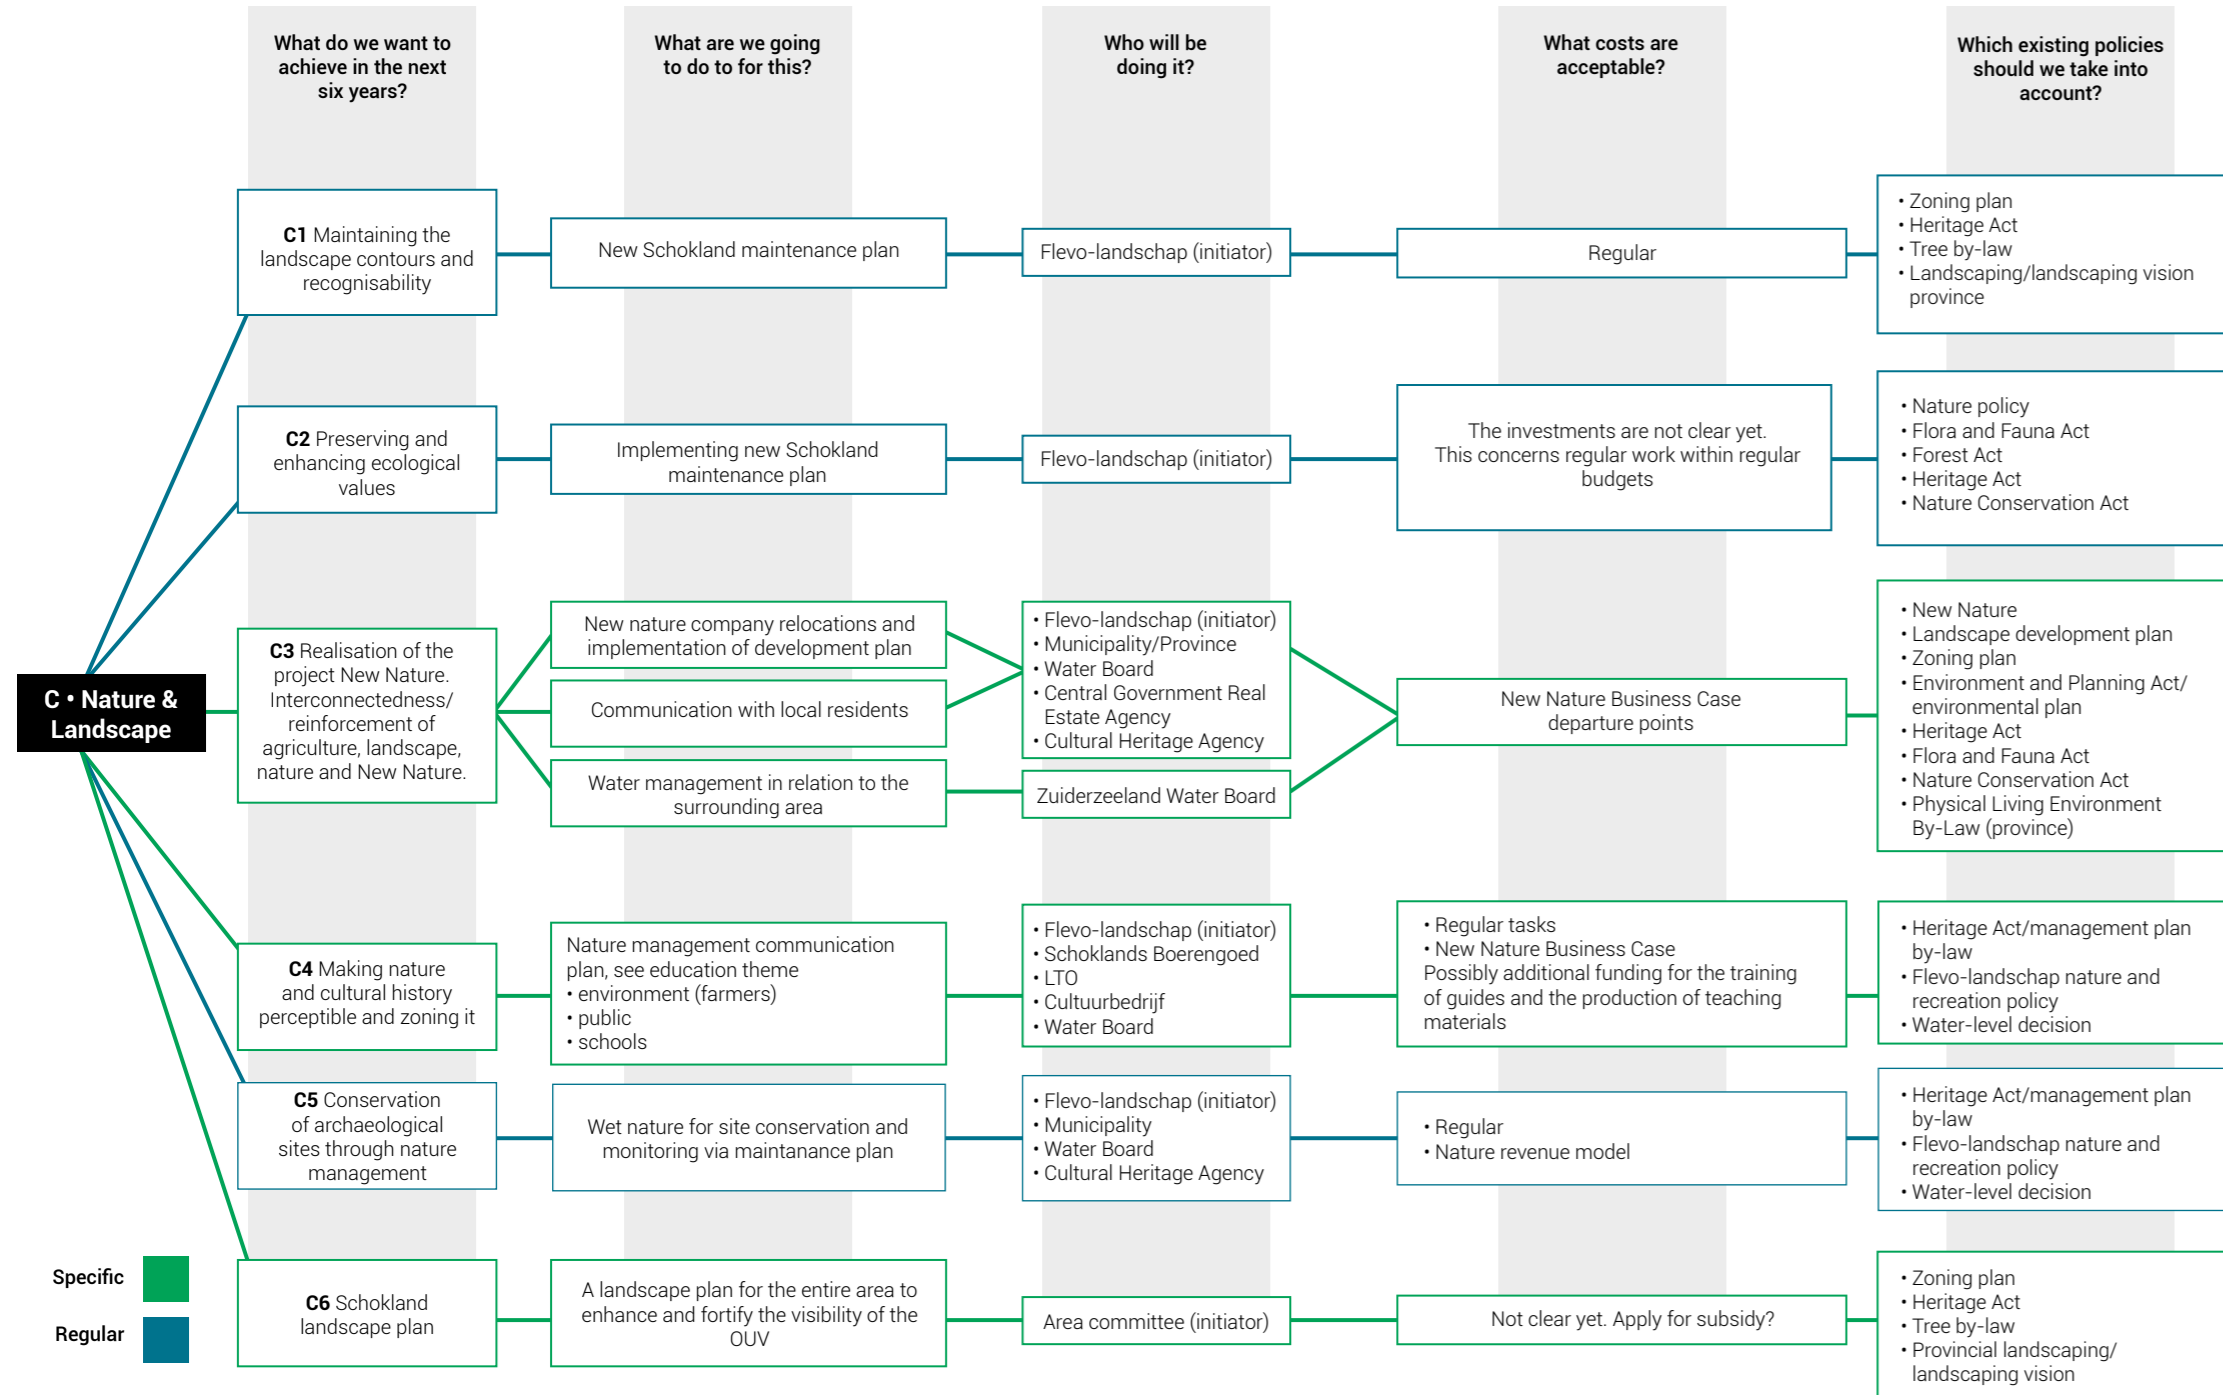 What do we want to
achieve in the next
six years?
What are we going
to do to for this?
Who will be
doing it?
What costs are
acceptable?
Which existing policies
should we take into
account?
C • Nature &
Landscape
C1 Maintaining the
landscape contours and
recognisability
New Schokland maintenance plan
Flevo-landschap (initiator)
Regular
• Zoning plan
• Heritage Act
• Tree by-law
• Landscaping/landscaping vision
province
C2 Preserving and
enhancing ecological
values
Implementing new Schokland
maintenance plan
Flevo-landschap (initiator)
The investments are not clear yet.
This concerns regular work within regular
budgets
• Nature policy
• Flora and Fauna Act
• Forest Act
• Heritage Act
• Nature Conservation Act
C3 Realisation of the
project New Nature.
Interconnectedness/
reinforcement of
agriculture, landscape,
nature and New Nature.
New nature company relocations and
implementation of development plan
Communication with local residents
Water management in relation to the
surrounding area
• Flevo-landschap (initiator)
• Municipality/Province
• Water Board
• Central Government Real
Estate Agency
• Cultural Heritage Agency
Zuiderzeeland Water Board
New Nature Business Case
departure points
• New Nature
• Landscape development plan
• Zoning plan
• Environment and Planning Act/
environmental plan
• Heritage Act
• Flora and Fauna Act
• Nature Conservation Act
• Physical Living Environment
By-Law (province)
C4 Making nature
and cultural history
perceptible and zoning it
Nature management communication
plan, see education theme
• environment (farmers)
• public
• schools
• Flevo-landschap (initiator)
• Schoklands Boerengoed
• LTO
• Cultuurbedrijf
• Water Board
• Regular tasks
• New Nature Business Case
Possibly additional funding for the training
of guides and the production of teaching
materials
• Heritage Act/management plan
by-law
• Flevo-landschap nature and
recreation policy
• Water-level decision
C5 Conservation
of archaeological
sites through nature
management
Wet nature for site conservation and
monitoring via maintanance plan
• Flevo-landschap (initiator)
• Municipality
• Water Board
• Cultural Heritage Agency
• Regular
• Nature revenue model
• Heritage Act/management plan
by-law
• Flevo-landschap nature and
recreation policy
• Water-level decision
C6 Schokland
landscape plan
A landscape plan for the entire area to
enhance and fortify the visibility of the
OUV
Area committee (initiator)
Not clear yet. Apply for subsidy?
• Zoning plan
• Heritage Act
• Tree by-law
• Provincial landscaping/
landscaping vision
Specific
Regular